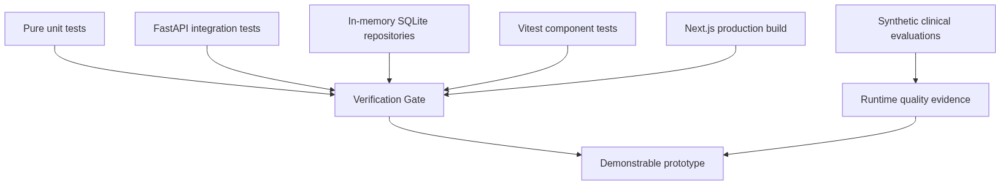 Pure unit tests
FastAPI integration tests
In-memory SQLite
repositories
Vitest component tests
Next.js production build
Synthetic clinical
evaluations
Verification Gate
Runtime quality evidence
Demonstrable prototype